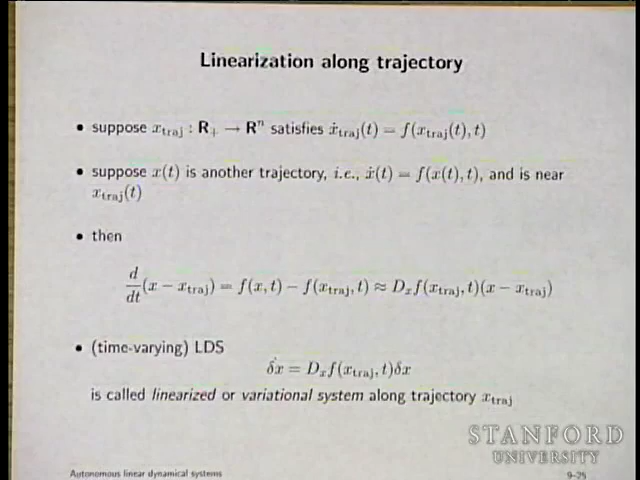 Linearization along trajectory
• suppose x_traj : R₊ → Rⁿ satisfies ẋ_traj(t) = f(x_traj(t), t)
• suppose x(t) is another trajectory, i.e., ẋ(t) = f(x(t), t), and is near
x_traj(t)
• then
d/dt (x − x_traj) = f(x, t) − f(x_traj, t) ≈ D_x f(x_traj, t)(x − x_traj)
• (time-varying) LDS
δẋ = D_x f(x_traj, t)δx
is called linearized or variational system along trajectory x_traj
STANFORD
UNIVERSITY
Autonomous linear dynamical systems